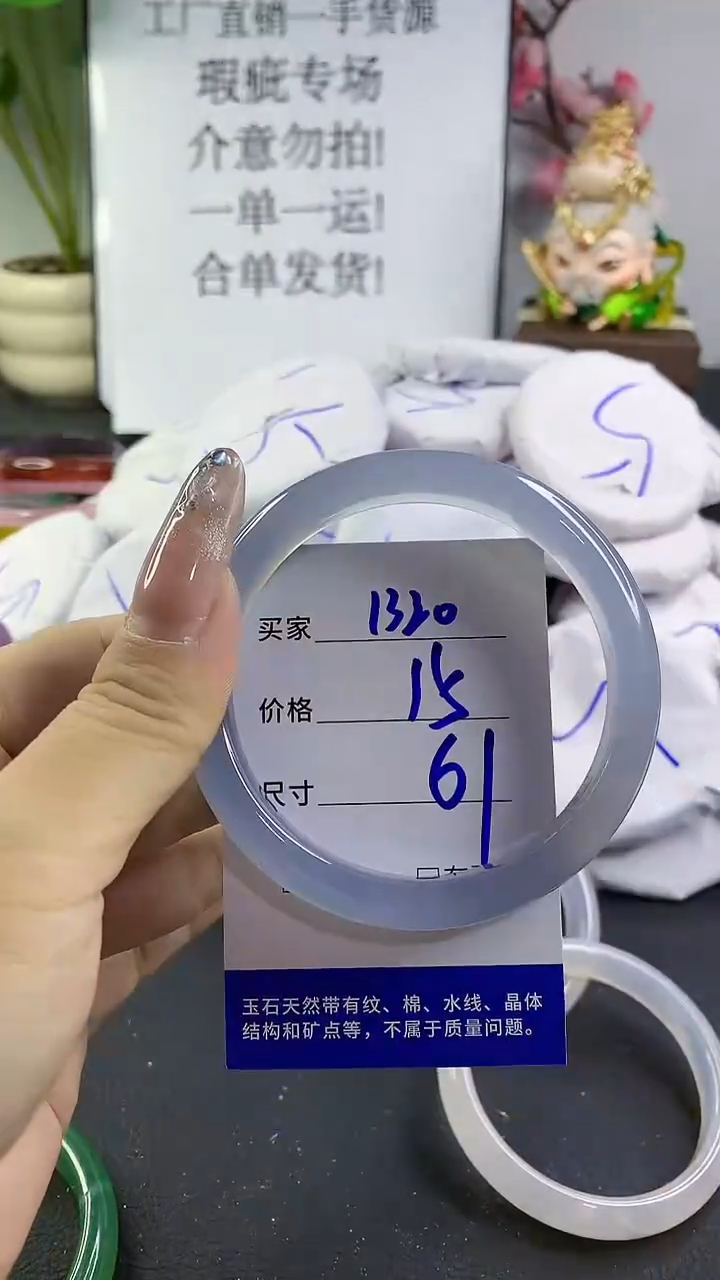 工厂直销一手货源
瑕疵专场
介意勿拍!
一单一运!
合单发货!
5
买家 1320
价格 15
尺寸 61
玉石天然带有纹、棉、水线、晶体
结构和矿点等，不属于质量问题。